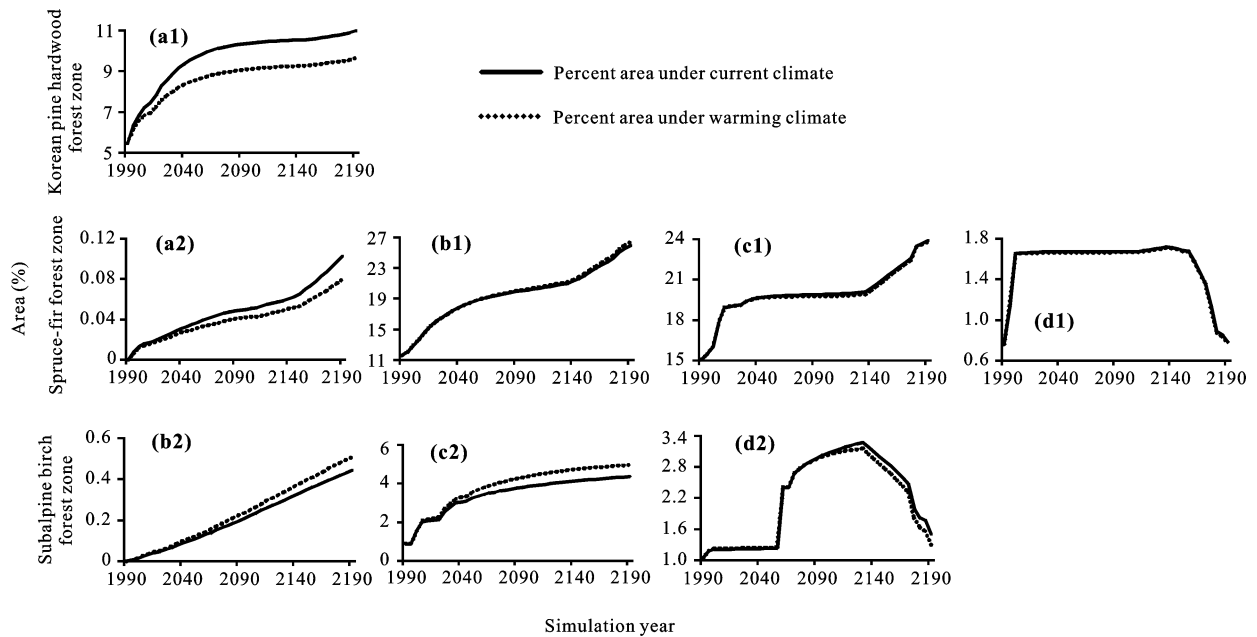 Area (%)
Korean pine hardwood
forest zone
(a1)
11
9
7
5
1990 2040 2090 2140 2190
Percent area under current climate
Percent area under warming climate
Spruce-fir forest zone
(a2)
0.12
0.08
0.04
0
1990 2040 2090 2140 2190
(b1)
27
23
19
15
11
1990 2040 2090 2140 2190
(c1)
24
21
18
15
1990 2040 2090 2140 2190
(d1)
1.8
1.4
1.0
0.6
1990 2040 2090 2140 2190
Subalpine birch
forest zone
(b2)
0.6
0.4
0.2
0
1990 2040 2090 2140 2190
(c2)
6
4
2
0
1990 2040 2090 2140 2190
(d2)
3.4
2.8
2.2
1.6
1.0
1990 2040 2090 2140 2190
Simulation year